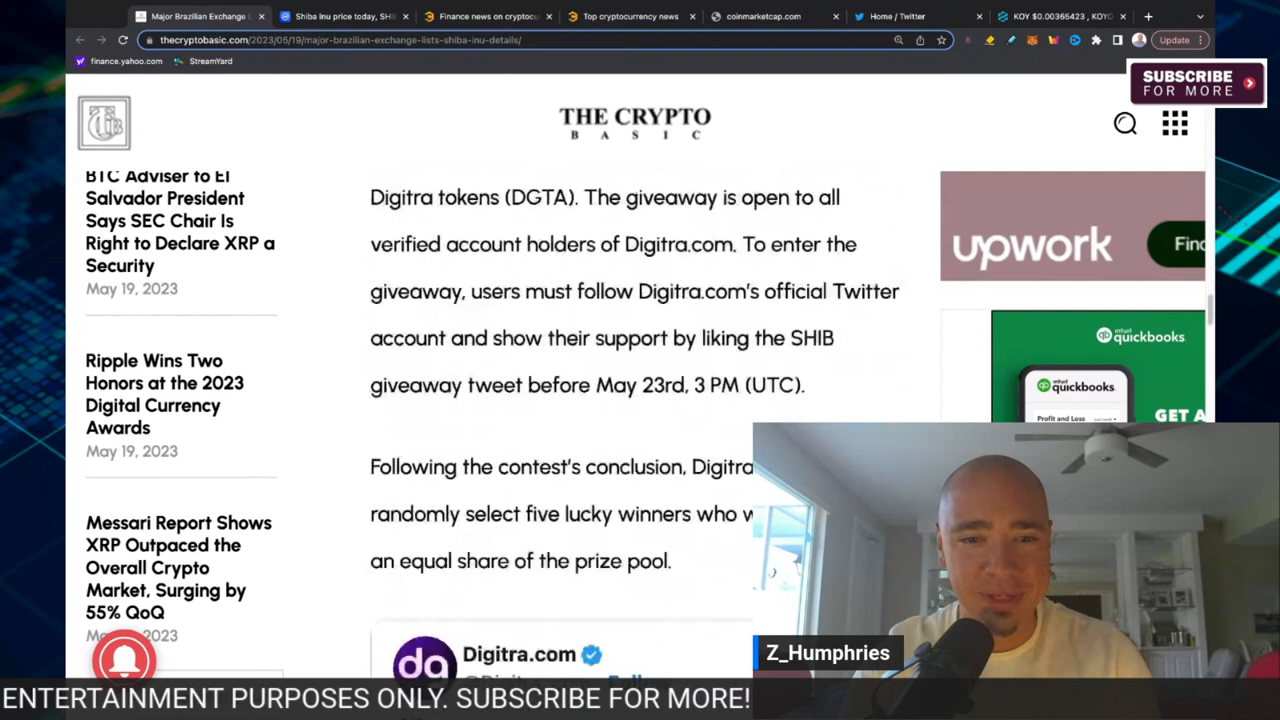 Major Brazilian Exchange L
Shiba Inu price today, SH
Finance news on cryptocu
Top cryptocurrency news
coinmarketcap.com
Home / Twitter
KOY $0.00365423 , KOYO
thecryptobasic.com/2023/05/19/major-brazilian-exchange-lists-shiba-inu-details/
Update
finance.yahoo.com
StreamYard
SUBSCRIBE
FOR MORE
THE CRYPTO
BASIC
BTC Adviser to El
Salvador President
Says SEC Chair Is
Right to Declare XRP a
Security
May 19, 2023
Ripple Wins Two
Honors at the 2023
Digital Currency
Awards
May 19, 2023
Messari Report Shows
XRP Outpaced the
Overall Crypto
Market, Surging by
55% QoQ
2023
Digitra tokens (DGTA). The giveaway is open to all
verified account holders of Digitra.com. To enter the
giveaway, users must follow Digitra.com's official Twitter
account and show their support by liking the SHIB
giveaway tweet before May 23rd, 3 PM (UTC).
Following the contest's conclusion, Digitra
randomly select five lucky winners who w
an equal share of the prize pool.
Digitra.com
upwork
Find
intuit
quickbooks.
quickbooks
Profit and Loss
GET A
Z_Humphries
ENTERTAINMENT PURPOSES ONLY. SUBSCRIBE FOR MORE!